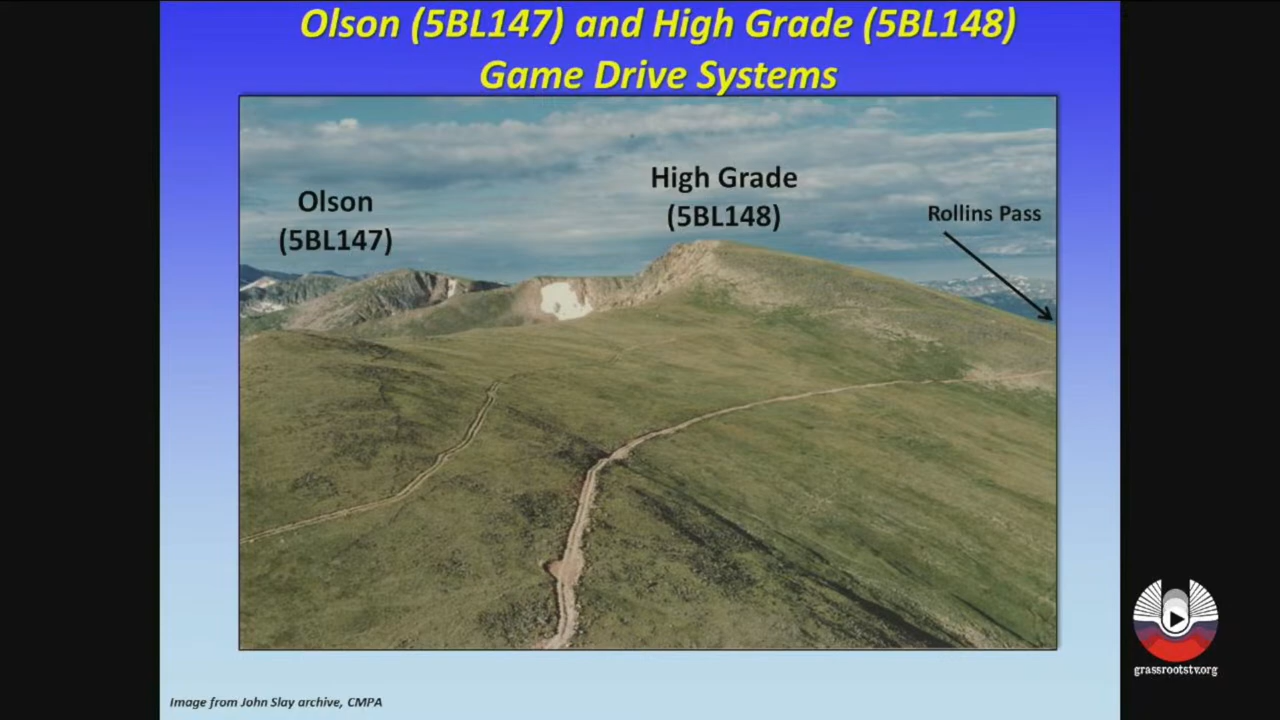 Olson (5BL147) and High Grade (5BL148)
Game Drive Systems
Olson
(5BL147)
High Grade
(5BL148)
Rollins Pass
Image from John Slay archive, CMPA
grassrootstv.org